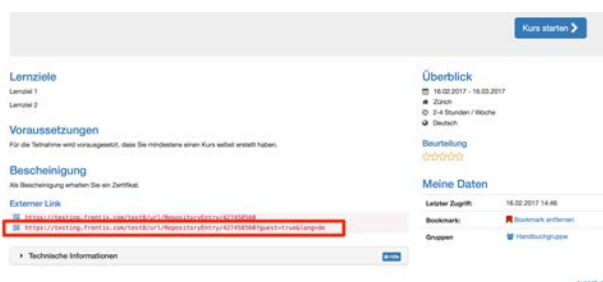 Kurs starten
Lernziele
Lernziel 1
Lernziel 2
Voraussetzungen
Für die Teilnahme wird vorausgesetzt, dass Sie mindestens einen Kurs selbst erstellt haben.
Bescheinigung
Als Bescheinigung erhalten Sie ein Zertifikat.
Externer Link
https://testing.frentix.com/test8/url/RepositoryEntry/427458560
https://testing.frentix.com/test8/url/RepositoryEntry/427458560?guest=true&lang=de
Technische Informationen
Hilfe
Überblick
16.02.2017 - 16.03.2017
Zürich
2-4 Stunden / Woche
Deutsch
Beurteilung
Meine Daten
Letzter Zugriff: 16.02.2017 14:46
Bookmark: Bookmark entfernen
Gruppen Handbuchgruppe